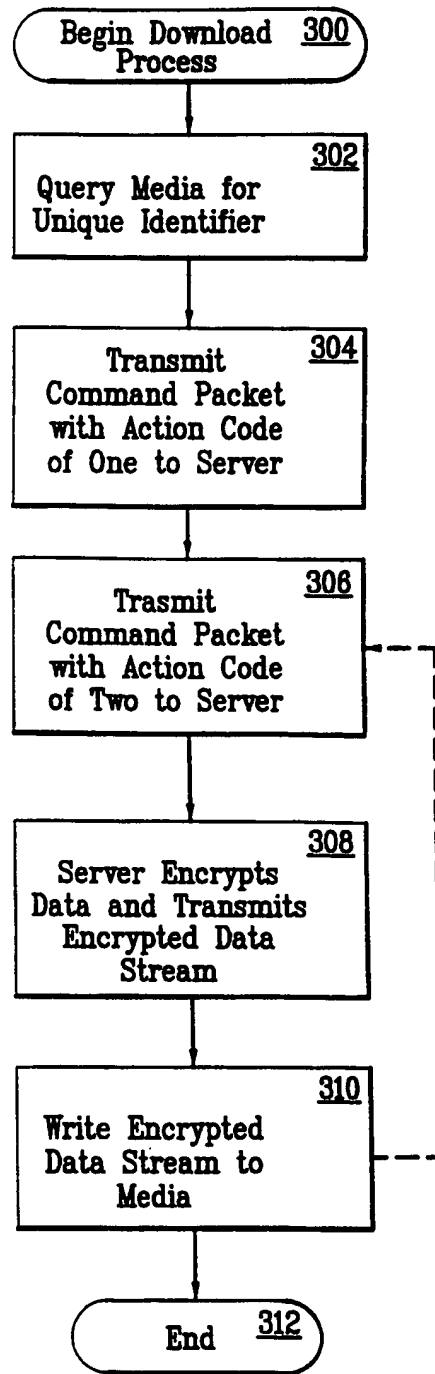 Begin Download 300
Process
302
Query Media for
Unique Identifier
304
Transmit
Command Packet
with Action Code
of One to Server
306
Trasmit
Command Packet
with Action Code
of Two to Server
308
Server Encrypts
Data and Transmits
Encrypted Data
Stream
310
Write Encrypted
Data Stream to
Media
End 312